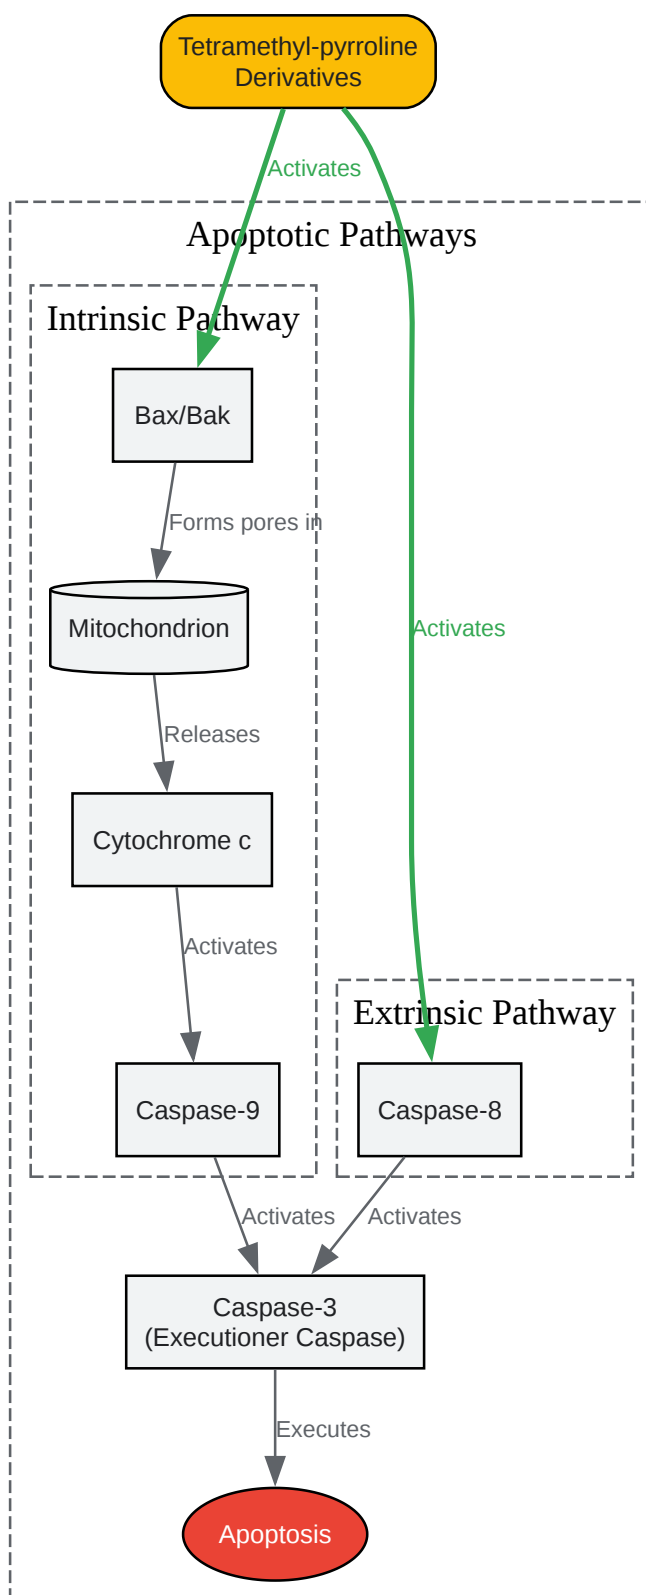 Tetramethyl-pyrroline
Derivatives
Activates
Apoptotic Pathways
Intrinsic Pathway
Bax/Bak
Forms pores in
Mitochondrion
Activates
Releases
Cytochrome c
Activates
Extrinsic Pathway
Caspase-9
Caspase-8
Activates
Activates
Caspase-3
(Executioner Caspase)
Executes
Apoptosis